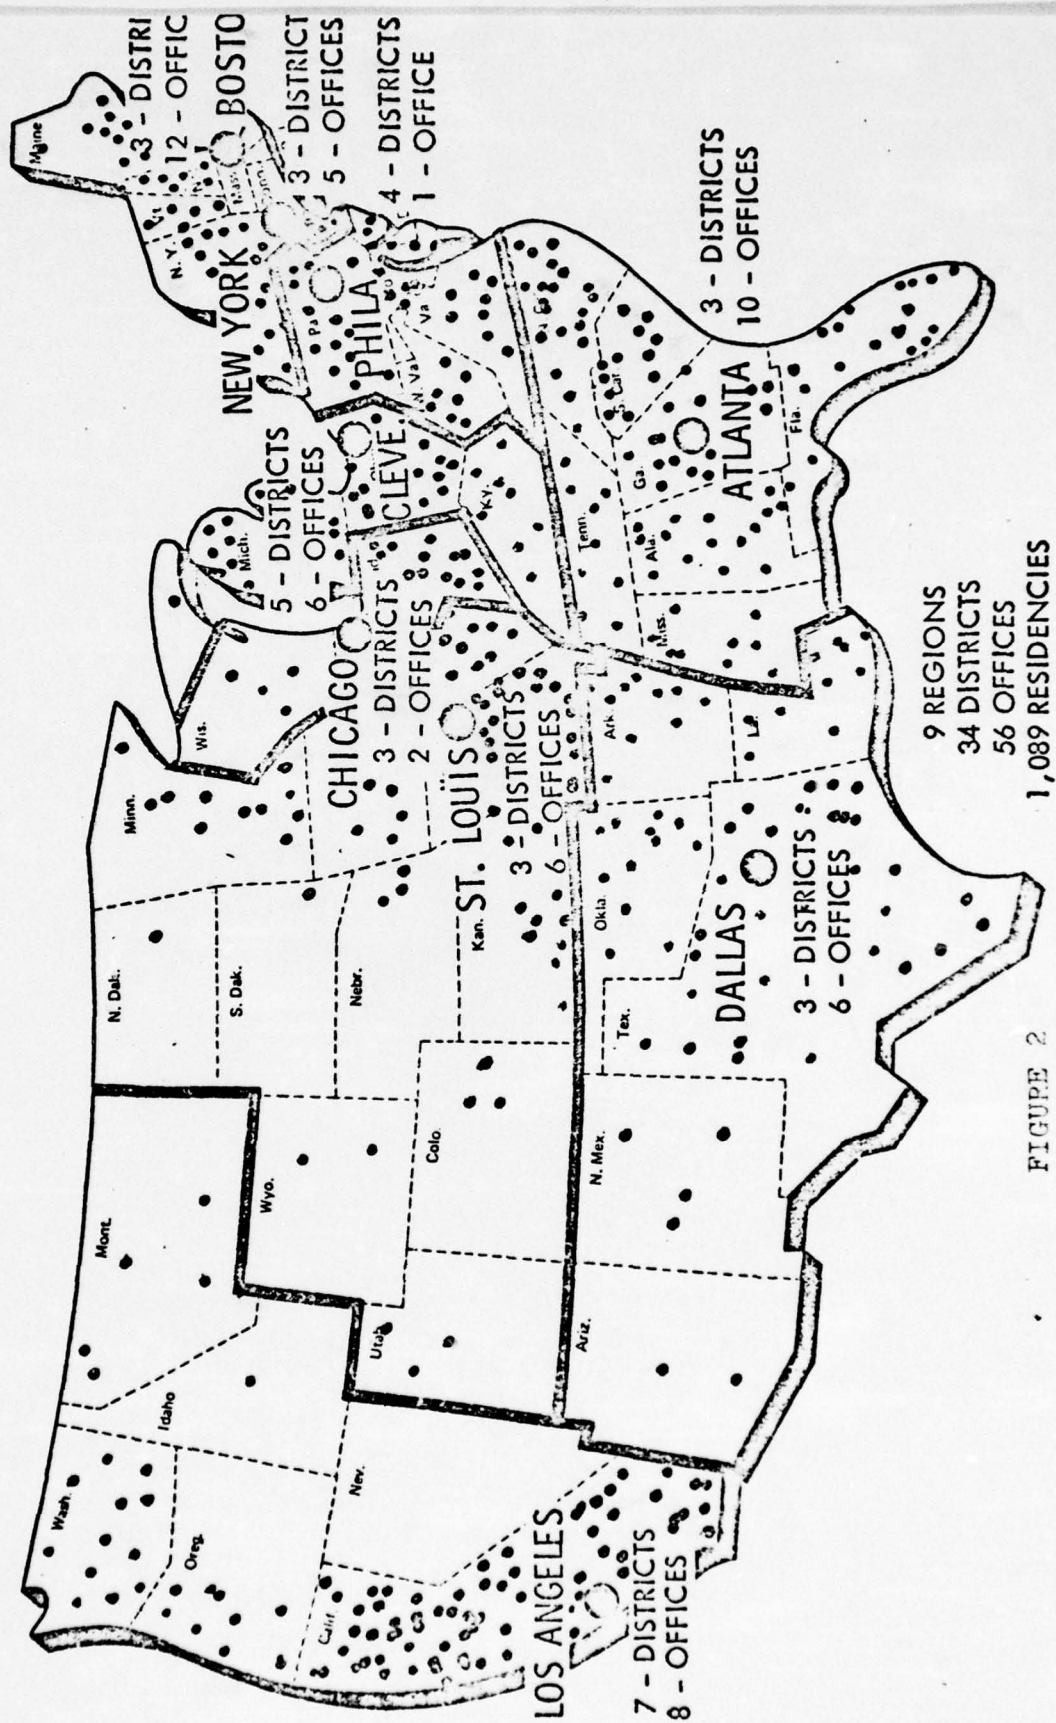 Maine
3 - DISTRI
12 - OFFIC
BOSTO
N. Y.
Vt
Mass
Conn.
3 - DISTRICT
5 - OFFICES
NEW YORK
4 - DISTRICTS
1 - OFFICE
Pa
PHILA
Va
Mich.
5 - DISTRICTS
6 - OFFICES
CLEVE.
Ky.
Wis.
CHICAGO
3 - DISTRICTS
2 - OFFICES
Minn.
ST. LOUIS
3 - DISTRICTS
6 - OFFICES
Kan.
N. Dak.
S. Dak.
Nebr.
Mont.
Wyo.
Colo.
Utah
Idaho
Wash.
Oreg.
Nev.
Calif.
LOS ANGELES
7 - DISTRICTS
8 - OFFICES
Ariz.
N. Mex.
Tex.
Okla.
Ark.
La.
DALLAS
3 - DISTRICTS
6 - OFFICES
Tenn.
Miss.
Ala.
Ga.
S. Car.
Fla.
ATLANTA
3 - DISTRICTS
10 - OFFICES
9 REGIONS
34 DISTRICTS
56 OFFICES
1,089 RESIDENCIES
FIGURE 2